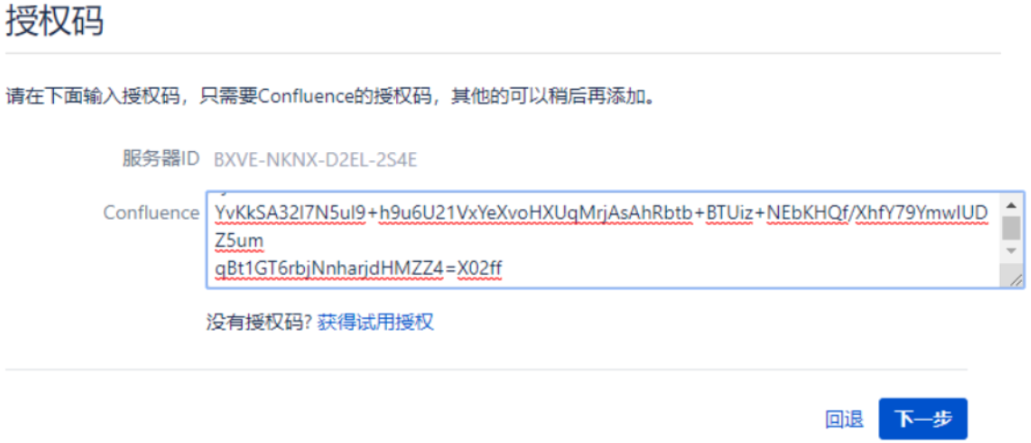 授权码
请在下面输入授权码，只需要Confluence的授权码，其他的可以稍后再添加。
服务器ID BXVE-NKNX-D2EL-2S4E
Confluence YvKkSA32I7N5uI9+h9u6U21VxYeXvoHXUqMrjAsAhRbtb+BTUiz+NEbKHQf/XhfY79YmwIUD
Z5um
qBt1GT6rbjNnharjdHMZZ4=X02ff
没有授权码? 获得试用授权
回退 下一步